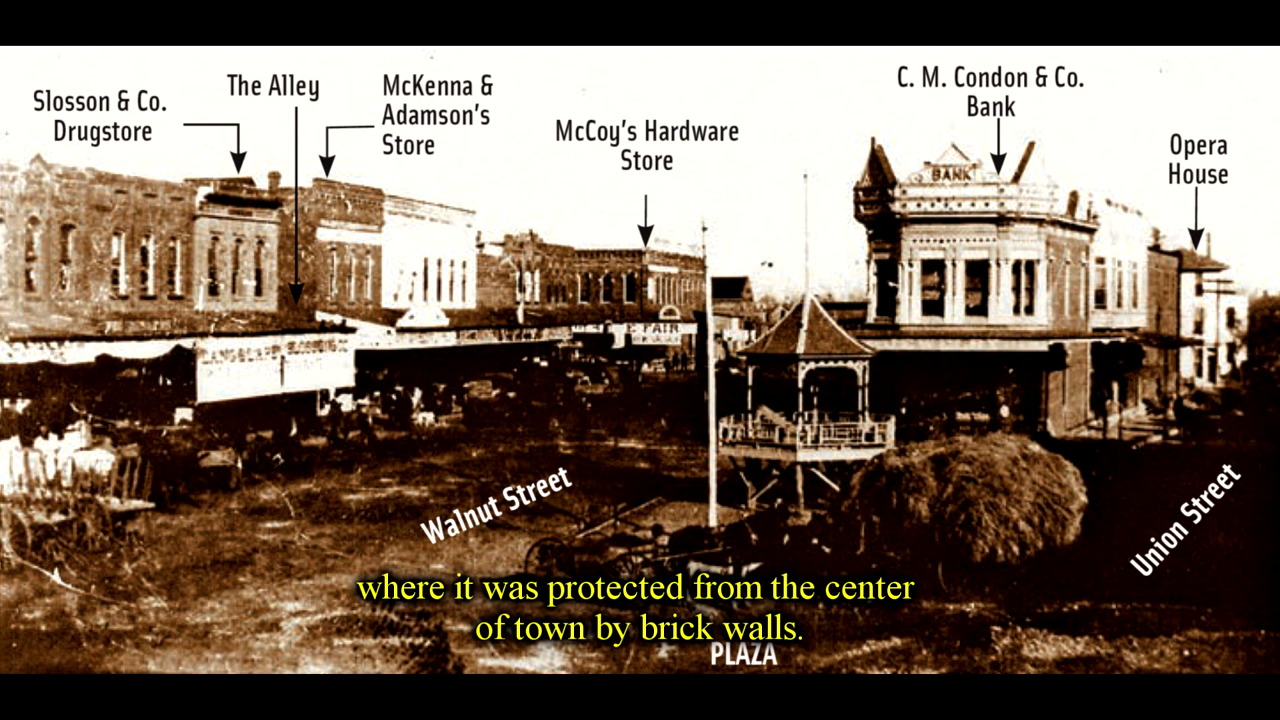 Slosson & Co.
Drugstore
The Alley
McKenna &
Adamson's
Store
McCoy's Hardware
Store
C. M. Condon & Co.
Bank
Opera
House
BANK
FAIR
Walnut Street
Union Street
where it was protected from the center
of town by brick walls.
PLAZA